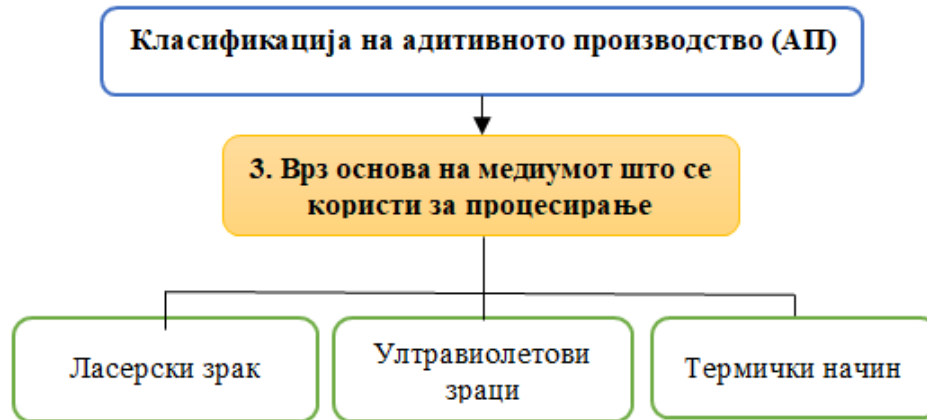 Класификација на адитивното производство (АП)
3. Врз основа на медиумот што се
користи за процесирање
Ласерски зрак
Ултравиолетови
зраци
Термички начин